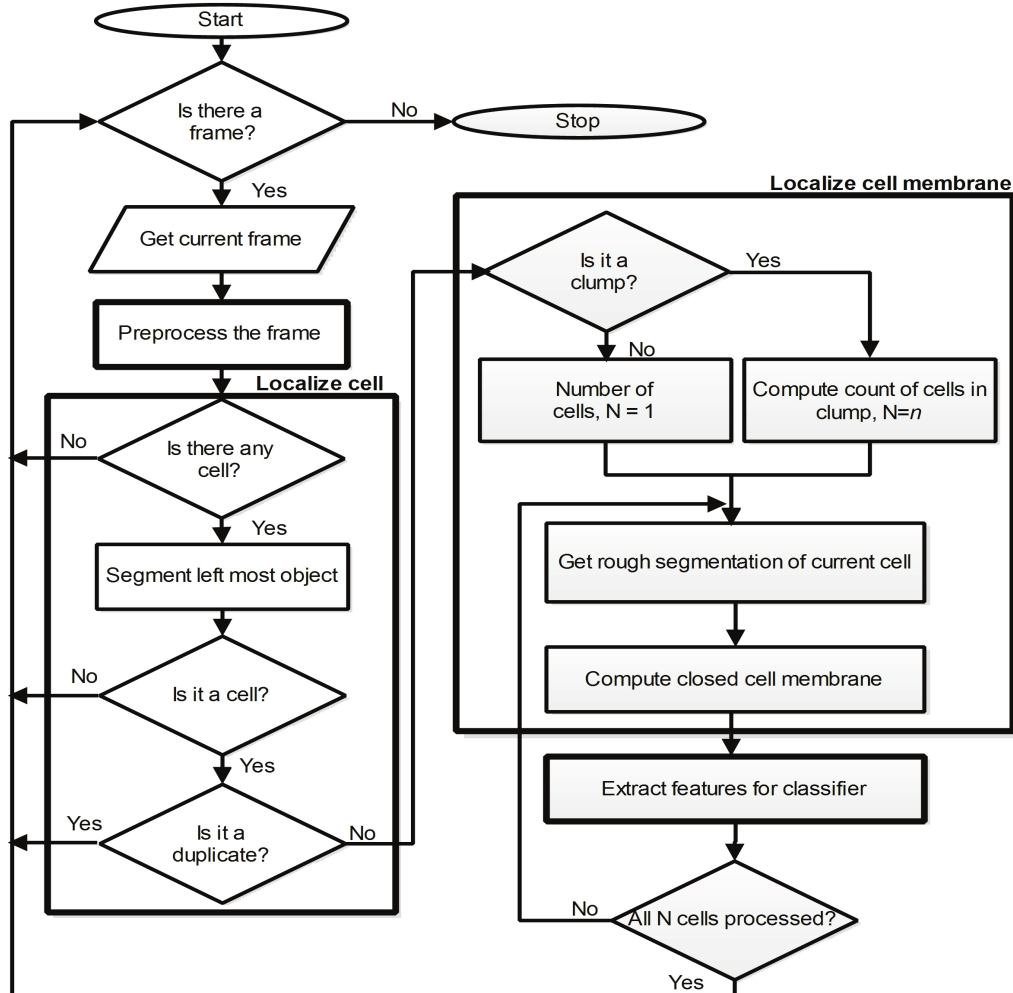 Start
Is there a
frame?
No
Stop
Yes
Get current frame
Preprocess the frame
Localize cell
Is there any
cell?
No
Yes
Segment left most object
Is it a cell?
No
Yes
Is it a
duplicate?
Yes
No
Localize cell membrane
Is it a
clump?
Yes
No
Number of
cells, N = 1
Compute count of cells in
clump, N=n
Get rough segmentation of current cell
Compute closed cell membrane
Extract features for classifier
All N cells processed?
No
Yes